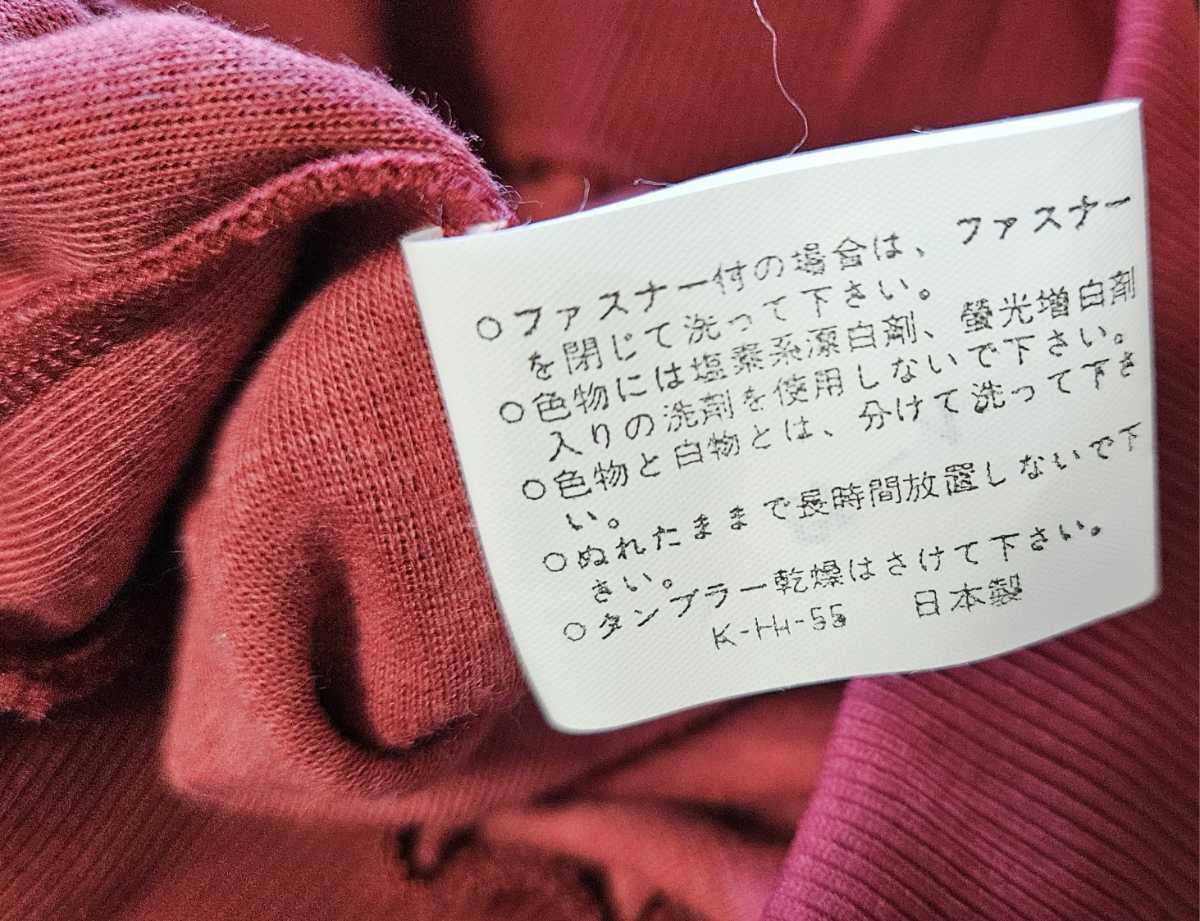 ○ファスナー付の場合は、ファスナー
を閉じて洗って下さい。
○色物には塩素系漂白剤、螢光増白剤
入りの洗剤を使用しないで下さい。
○色物と白物とは、分けて洗って下さ
い。
○ぬれたままで長時間放置しないで下
さい。
○タンブラー乾燥はさけて下さい。
K-TH-55 日本製